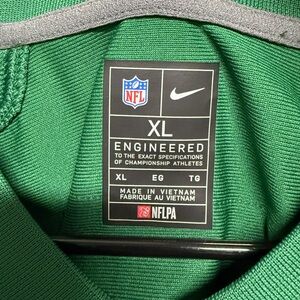 NFL
XL
ENGINEERED
TO THE EXACT SPECIFICATIONS
OF CHAMPIONSHIP ATHLETES
XL EG TG
MADE IN VIETNAM
FABRIQUÉ AU VIETNAM
NFLPA